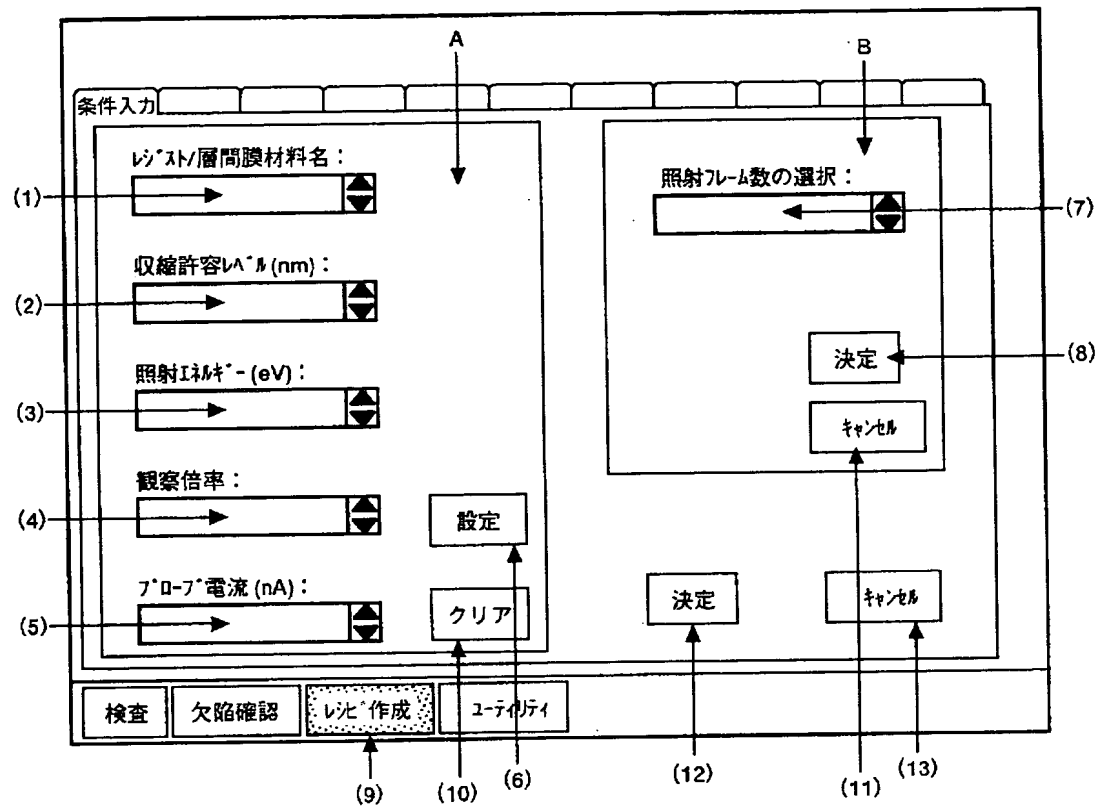 A
B
条件入力
ﾚｼﾞｽﾄ/層間膜材料名：
(1)
収縮許容ﾚﾍﾞﾙ (nm)：
(2)
照射ｴﾈﾙｷﾞｰ (eV)：
(3)
観察倍率：
(4)
設定
ﾌﾟﾛｰﾌﾞ電流 (nA)：
(5)
クリア
照射ﾌﾚｰﾑ数の選択：
(7)
決定
(8)
ｷｬﾝｾﾙ
決定
ｷｬﾝｾﾙ
検査
欠陥確認
ﾚｼﾋﾟ作成
ﾕｰﾃｨﾘﾃｨ
(9)
(10)
(6)
(12)
(11)
(13)